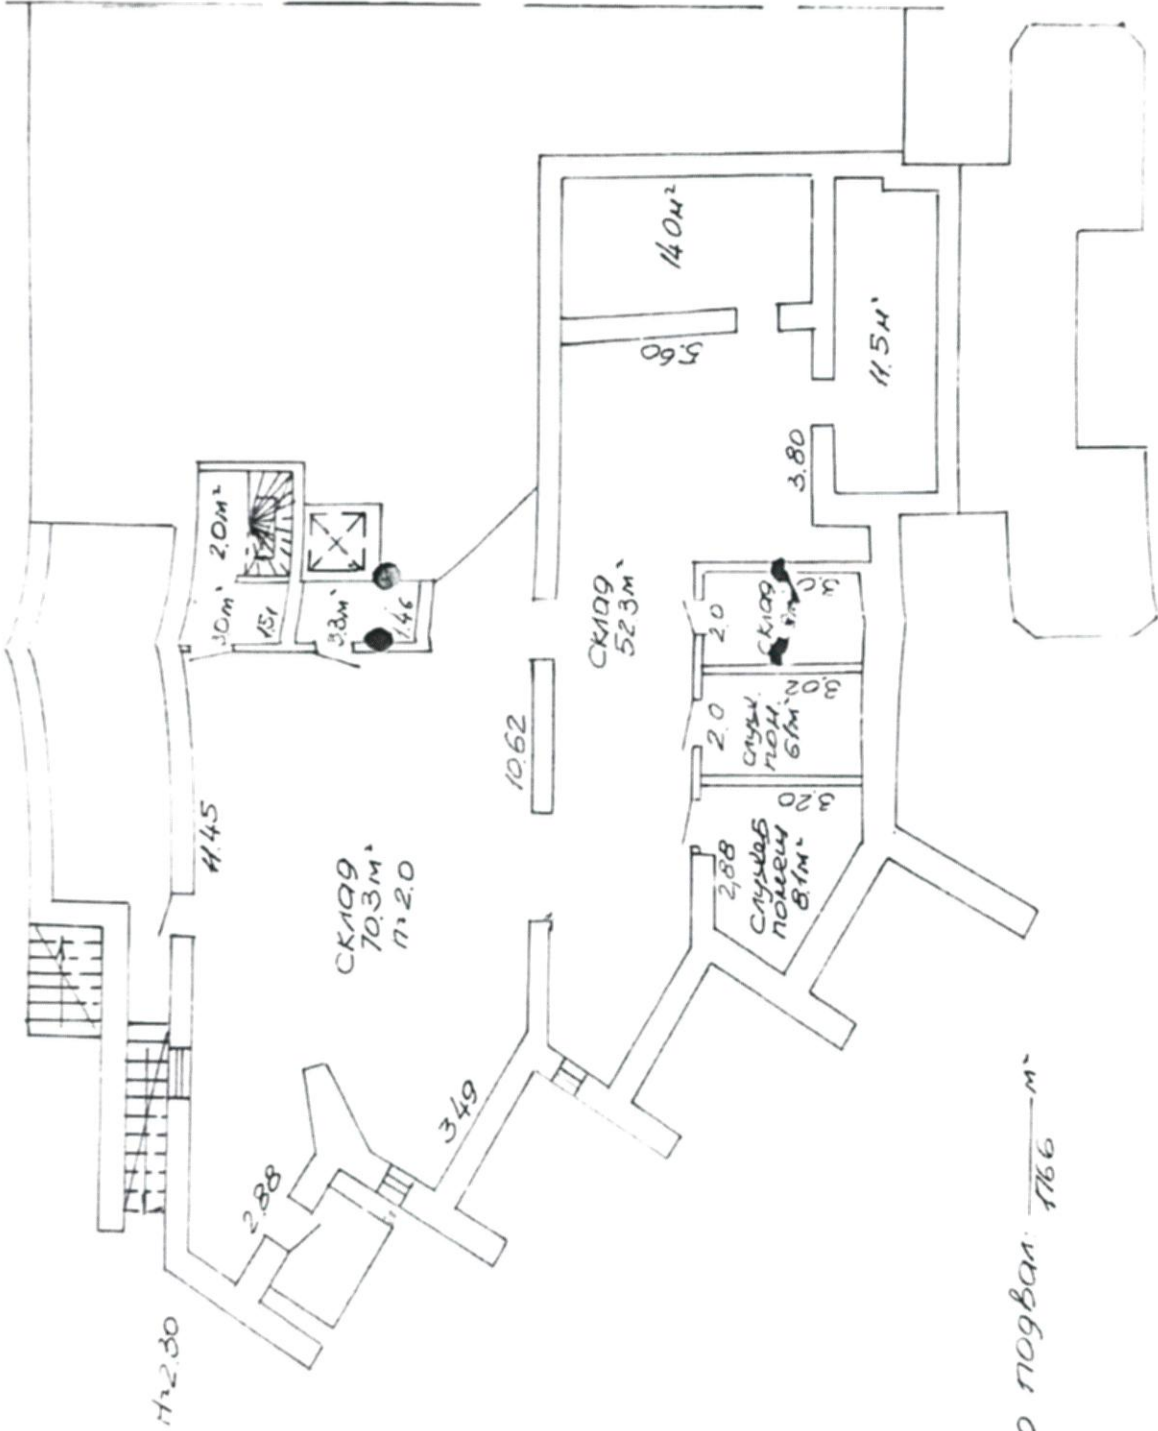 2.0м²
3.0м²
1.51
3.3м²
1.46
14.0м²
5.60
11.5м²
3.80
склад
52.3м²
2.0
склад
3.02
2.0
служ.
пом.
6.1м²
3.20
2,88
служеб
помещ
8.1м²
10.62
11.45
склад
70.3м²
п=2.0
3.49
2.88
H=2.30
подвал:
м²
176.6